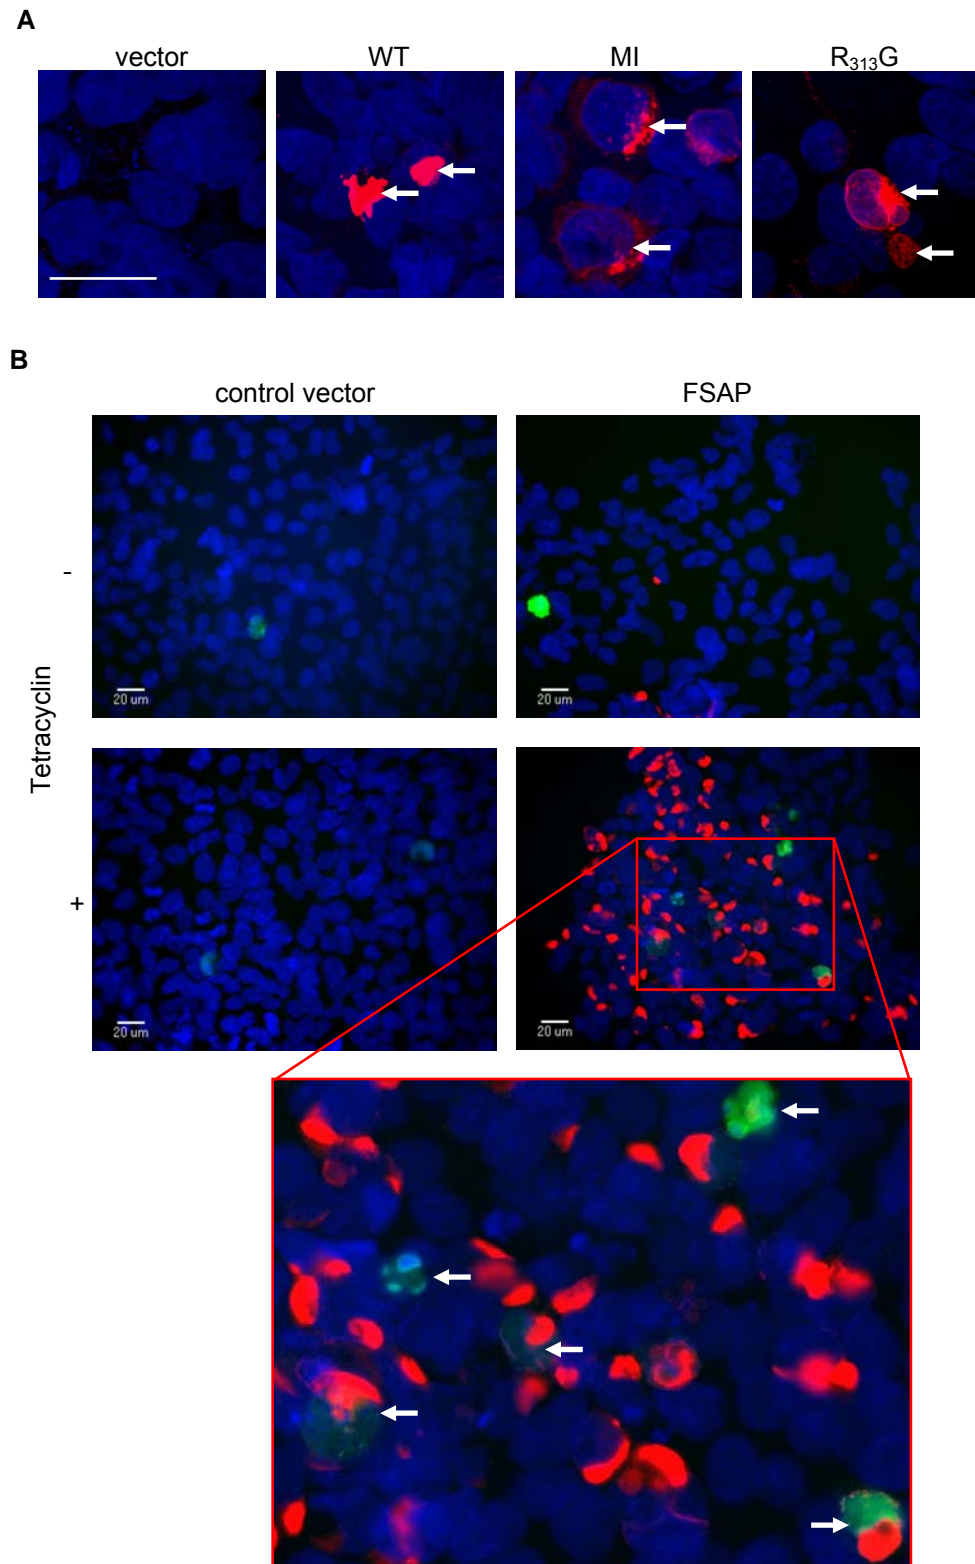 A
vector WT MI R₃₁₃G
B
control vector FSAP
Tetracyclin
-
20 um 20 um
+
20 um 20 um